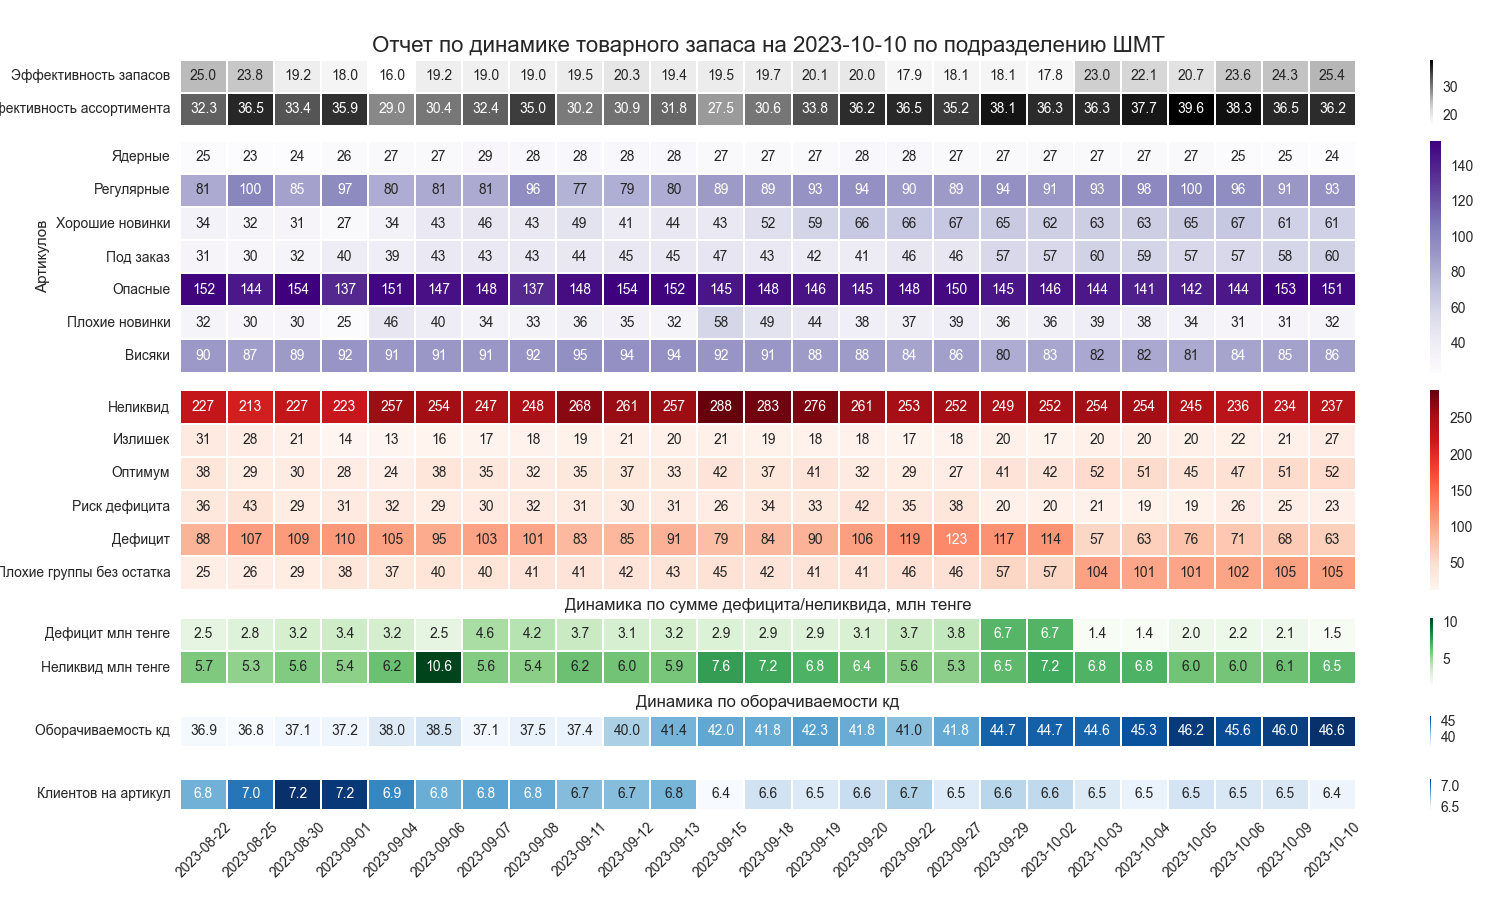 Отчет по динамике товарного запаса на 2023-10-10 по подразделению ШМТ
Эффективность запасов 25.0 23.8 19.2 18.0 16.0 19.2 19.0 19.0 19.5 20.3 19.4 19.5 19.7 20.1 20.0 17.9 18.1 18.1 17.8 23.0 22.1 20.7 23.6 24.3 25.4
фективность ассортимента 32.3 36.5 33.4 35.9 29.0 30.4 32.4 35.0 30.2 30.9 31.8 27.5 30.6 33.8 36.2 36.5 35.2 38.1 36.3 36.3 37.7 39.6 38.3 36.5 36.2
30
20
Артикулов
Ядерные 25 23 24 26 27 27 29 28 28 28 28 27 27 27 28 28 27 27 27 27 27 27 25 25 24
Регулярные 81 100 85 97 80 81 81 96 77 79 80 89 89 93 94 90 89 94 91 93 98 100 96 91 93
Хорошие новинки 34 32 31 27 34 43 46 43 49 41 44 43 52 59 66 66 67 65 62 63 63 65 67 61 61
Под заказ 31 30 32 40 39 43 43 43 44 45 45 47 43 42 41 46 46 57 57 60 59 57 57 58 60
Опасные 152 144 154 137 151 147 148 137 148 154 152 145 148 146 145 148 150 145 146 144 141 142 144 153 151
Плохие новинки 32 30 30 25 46 40 34 33 36 35 32 58 49 44 38 37 39 36 36 39 38 34 31 31 32
Висяки 90 87 89 92 91 91 91 92 95 94 94 92 91 88 88 84 86 80 83 82 82 81 84 85 86
140
120
100
80
60
40
Неликвид 227 213 227 223 257 254 247 248 268 261 257 288 283 276 261 253 252 249 252 254 254 245 236 234 237
Излишек 31 28 21 14 13 16 17 18 19 21 20 21 19 18 18 17 18 20 17 20 20 20 22 21 27
Оптимум 38 29 30 28 24 38 35 32 35 37 33 42 37 41 32 29 27 41 42 52 51 45 47 51 52
Риск дефицита 36 43 29 31 32 29 30 32 31 30 31 26 34 33 42 35 38 20 20 21 19 19 26 25 23
Дефицит 88 107 109 110 105 95 103 101 83 85 91 79 84 90 106 119 123 117 114 57 63 76 71 68 63
Плохие группы без остатка 25 26 29 38 37 40 40 41 41 42 43 45 42 41 41 46 46 57 57 104 101 101 102 105 105
250
200
150
100
50
Динамика по сумме дефицита/неликвида, млн тенге
Дефицит млн тенге 2.5 2.8 3.2 3.4 3.2 2.5 4.6 4.2 3.7 3.1 3.2 2.9 2.9 2.9 3.1 3.7 3.8 6.7 6.7 1.4 1.4 2.0 2.2 2.1 1.5
Неликвид млн тенге 5.7 5.3 5.6 5.4 6.2 10.6 5.6 5.4 6.2 6.0 5.9 7.6 7.2 6.8 6.4 5.6 5.3 6.5 7.2 6.8 6.8 6.0 6.0 6.1 6.5
10
5
Динамика по оборачиваемости кд
Оборачиваемость кд 36.9 36.8 37.1 37.2 38.0 38.5 37.1 37.5 37.4 40.0 41.4 42.0 41.8 42.3 41.8 41.0 41.8 44.7 44.7 44.6 45.3 46.2 45.6 46.0 46.6
45
40
Клиентов на артикул 6.8 7.0 7.2 7.2 6.9 6.8 6.8 6.8 6.7 6.7 6.8 6.4 6.6 6.5 6.6 6.7 6.5 6.6 6.6 6.5 6.5 6.5 6.5 6.5 6.4
7.0
6.5
2023-08-22 2023-08-25 2023-08-30 2023-09-01 2023-09-04 2023-09-06 2023-09-07 2023-09-08 2023-09-11 2023-09-12 2023-09-13 2023-09-15 2023-09-18 2023-09-19 2023-09-20 2023-09-22 2023-09-27 2023-09-29 2023-10-02 2023-10-03 2023-10-04 2023-10-05 2023-10-06 2023-10-09 2023-10-10